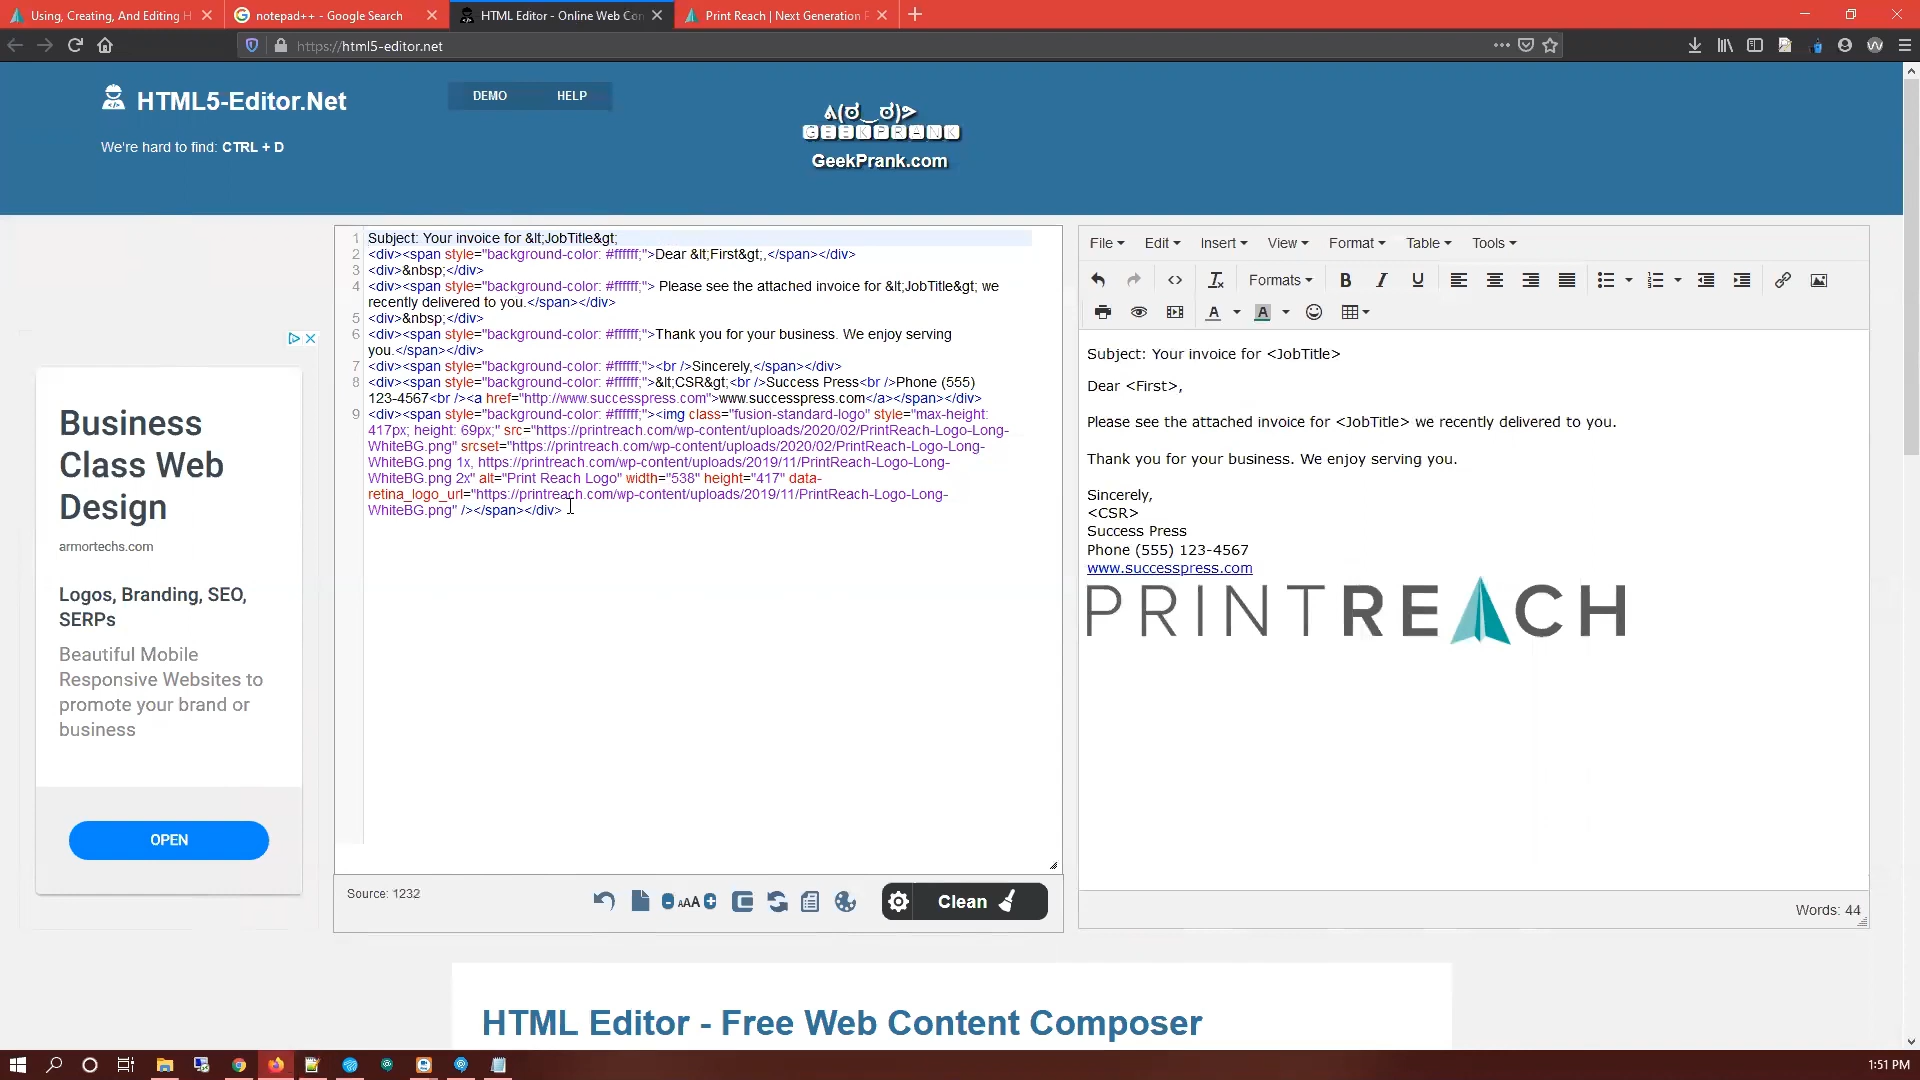 Using, Creating, And Editing H
notepad++ - Google Search
HTML Editor - Online Web Con
Print Reach | Next Generation P
https://html5-editor.net
HTML5-Editor.Net
DEMO
HELP
We're hard to find: CTRL + D
GEEKPRANK
GeekPrank.com
Business
Class Web
Design
armortechs.com
Logos, Branding, SEO,
SERPs
Beautiful Mobile
Responsive Websites to
promote your brand or
business
OPEN
1 Subject: Your invoice for &lt;JobTitle&gt;
2 <div><span style="background-color: #ffffff;">Dear &lt;First&gt;,</span></div>
3 <div>&nbsp;</div>
4 <div><span style="background-color: #ffffff;"> Please see the attached invoice for &lt;JobTitle&gt; we
recently delivered to you.</span></div>
5 <div>&nbsp;</div>
6 <div><span style="background-color: #ffffff;">Thank you for your business. We enjoy serving
you.</span></div>
7 <div><span style="background-color: #ffffff;"><br />Sincerely,</span></div>
8 <div><span style="background-color: #ffffff;">&lt;CSR&gt;<br />Success Press<br />Phone (555)
123-4567<br /><a href="http://www.successpress.com">www.successpress.com</a></span></div>
9 <div><span style="background-color: #ffffff;"><img class="fusion-standard-logo" style="max-height:
417px; height: 69px;" src="https://printreach.com/wp-content/uploads/2020/02/PrintReach-Logo-Long-
WhiteBG.png" srcset="https://printreach.com/wp-content/uploads/2020/02/PrintReach-Logo-Long-
WhiteBG.png 1x, https://printreach.com/wp-content/uploads/2019/11/PrintReach-Logo-Long-
WhiteBG.png 2x" alt="Print Reach Logo" width="538" height="417" data-
retina_logo_url="https://printreach.com/wp-content/uploads/2019/11/PrintReach-Logo-Long-
WhiteBG.png" /></span></div>
Source: 1232
AAA
Clean
File Edit Insert View Format Table Tools
Formats B I U
A A
Subject: Your invoice for <JobTitle>
Dear <First>,
Please see the attached invoice for <JobTitle> we recently delivered to you.
Thank you for your business. We enjoy serving you.
Sincerely,
<CSR>
Success Press
Phone (555) 123-4567
www.successpress.com
PRINTREACH
Words: 44
HTML Editor - Free Web Content Composer
1:51 PM